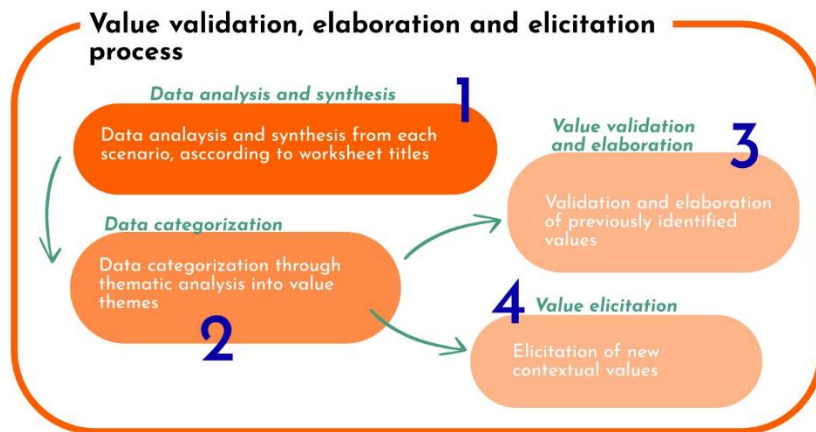 Value validation, elaboration and elicitation
process
Data analysis and synthesis
1
Data analaysis and synthesis from each
scenario, asccording to worksheet titles
Data categorization
Data categorization through
thematic analysis into value
themes
2
Value validation
and elaboration
3
Validation and elaboration
of previously identified
values
4
Value elicitation
Elicitation of new
contextual values